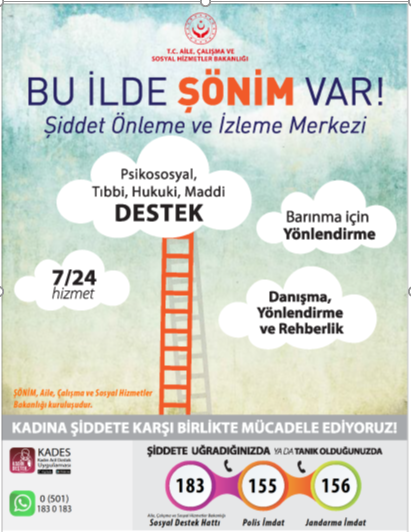 T.C. AİLE, ÇALIŞMA VE
SOSYAL HİZMETLER BAKANLIĞI
BU İLDE ŞÖNİM VAR!
Şiddet Önleme ve İzleme Merkezi
Psikososyal,
Tıbbi, Hukuki, Maddi
DESTEK
Barınma için
Yönlendirme
7/24
hizmet
Danışma,
Yönlendirme
ve Rehberlik
ŞÖNİM, Aile, Çalışma ve Sosyal Hizmetler
Bakanlığı kuruluşudur.
KADINA ŞİDDETE KARŞI BİRLİKTE MÜCADELE EDİYORUZ!
KADES
Kadın Acil Destek
Uygulaması
0 (501)
183 0 183
ŞİDDETE UĞRADIĞINIZDA YA DA TANIK OLDUĞUNUZDA
183 155 156
Aile, Çalışma ve Sosyal Hizmetler Bakanlığı
Sosyal Destek Hattı Polis İmdat Jandarma İmdat